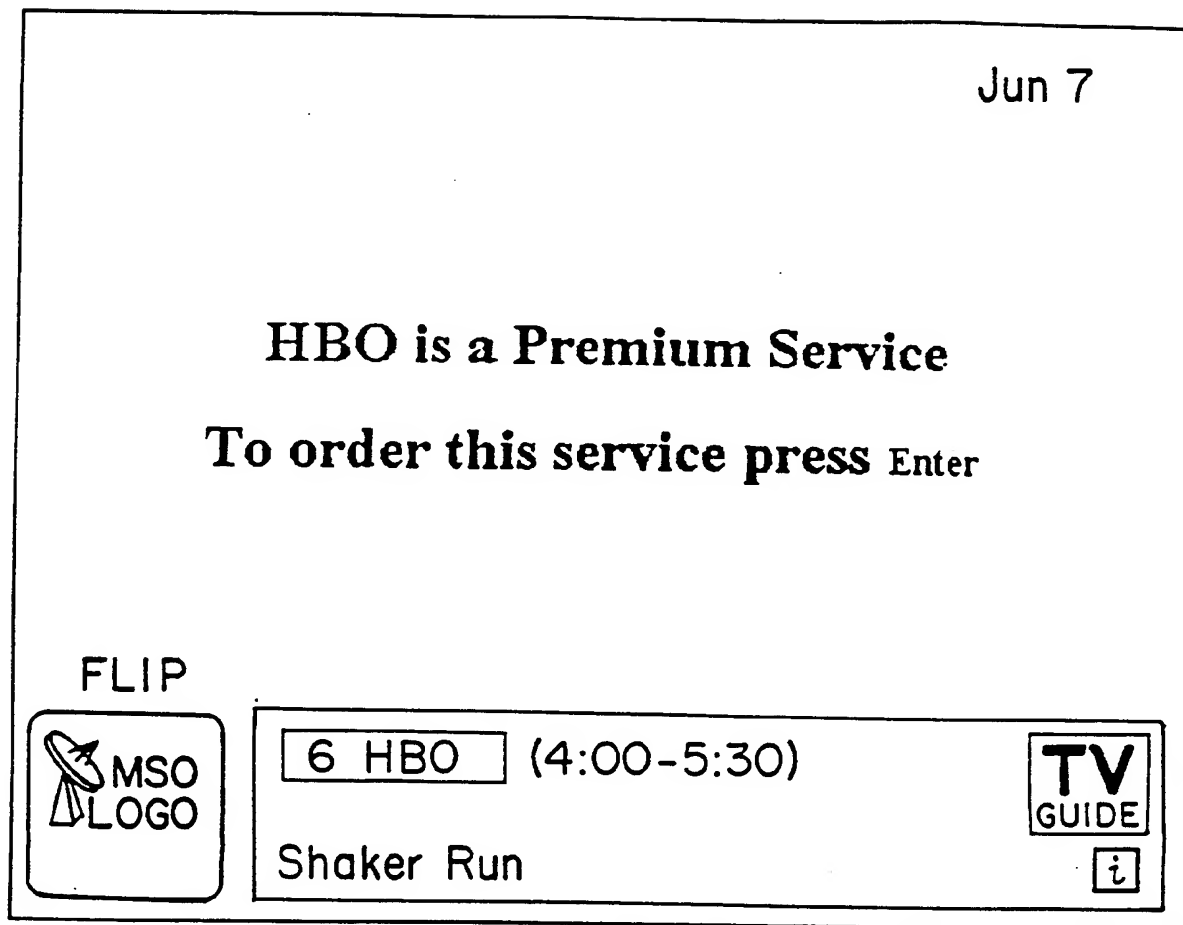 Jun 7
HBO is a Premium Service
To order this service press Enter
FLIP
MSO
LOGO
6 HBO (4:00-5:30)
TV
GUIDE
Shaker Run
i